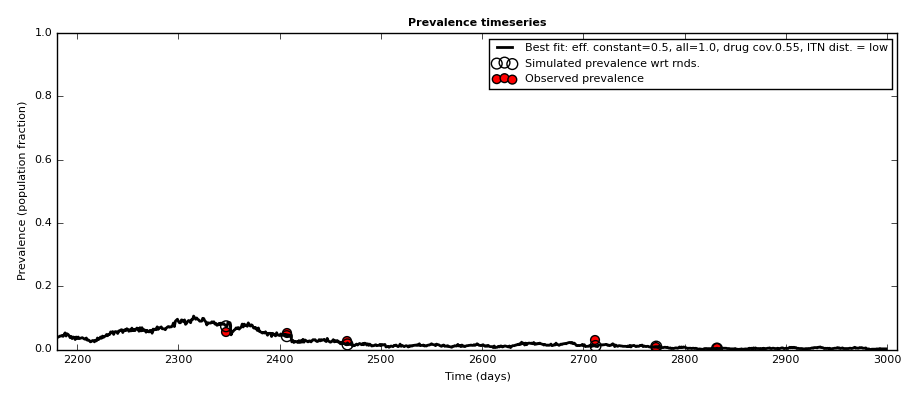 Prevalence timeseries
Best fit: eff. constant=0.5, all=1.0, drug cov.0.55, ITN dist. = low
Simulated prevalence wrt rnds.
Observed prevalence
Prevalence (population fraction)
1.0
0.8
0.6
0.4
0.2
0.0
2200 2300 2400 2500 2600 2700 2800 2900 3000
Time (days)